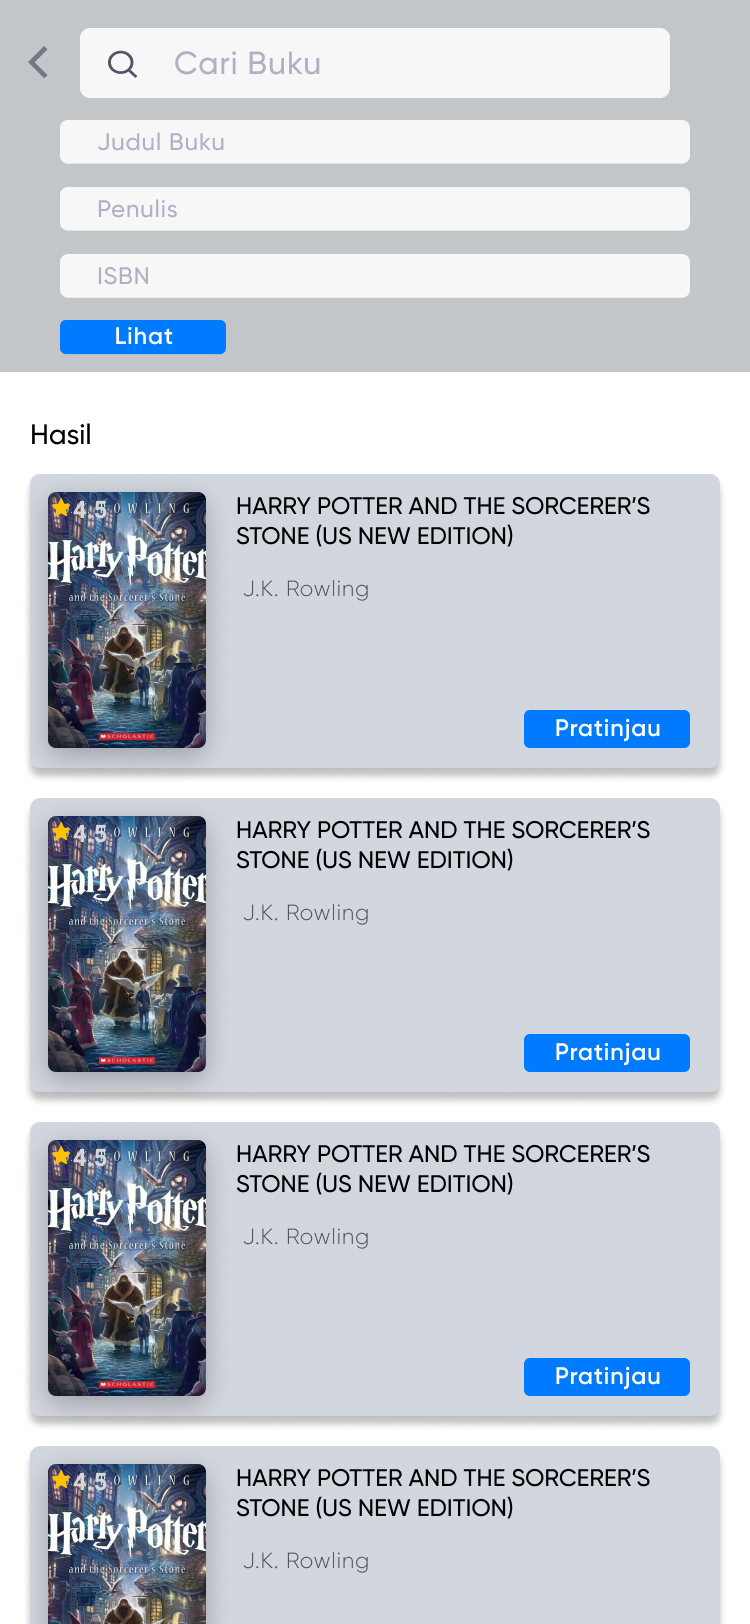 Cari Buku
Judul Buku
Penulis
ISBN
Lihat
Hasil
4.5 OWLING
Harry Potter
and the Sorcerer's Stone
SCHOLASTIC
HARRY POTTER AND THE SORCERER'S
STONE (US NEW EDITION)
J.K. Rowling
Pratinjau
4.5 OWLING
Harry Potter
and the Sorcerer's Stone
SCHOLASTIC
HARRY POTTER AND THE SORCERER'S
STONE (US NEW EDITION)
J.K. Rowling
Pratinjau
4.5 OWLING
Harry Potter
and the Sorcerer's Stone
SCHOLASTIC
HARRY POTTER AND THE SORCERER'S
STONE (US NEW EDITION)
J.K. Rowling
Pratinjau
4.5 OWLING
Harry Potter
and the Sorcerer's Stone
HARRY POTTER AND THE SORCERER'S
STONE (US NEW EDITION)
J.K. Rowling